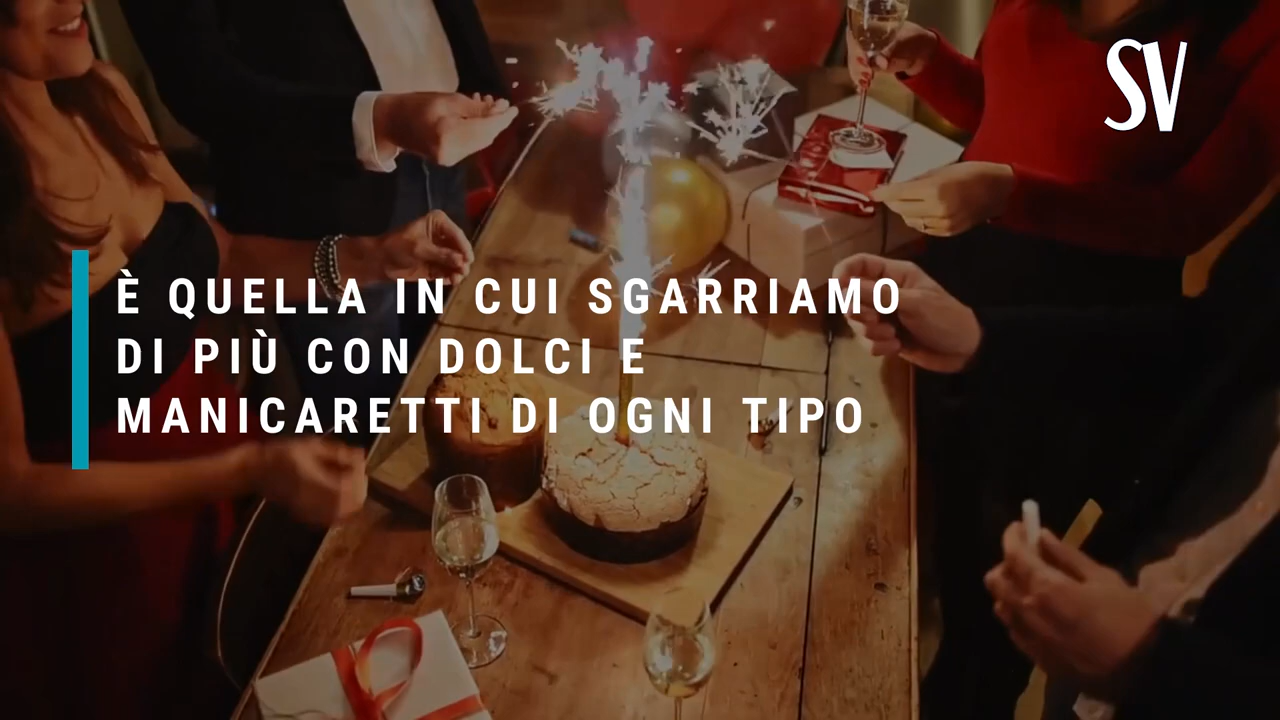 SV
È QUELLA IN CUI SGARRIAMO
DI PIÙ CON DOLCI E
MANICARETTI DI OGNI TIPO